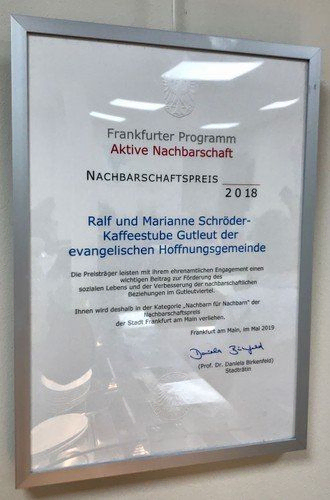 Frankfurter Programm
Aktive Nachbarschaft
NACHBARSCHAFTSPREIS
2018
Ralf und Marianne Schröder-
Kaffeestube Gutleut der
evangelischen Hoffnungsgemeinde
Die Preisträger leisten mit ihrem ehrenamtlichen Engagement einen
wichtigen Beitrag zur Förderung des
sozialen Lebens und der Verbesserung der nachbarschaftlichen
Beziehungen im Gutleutviertel.
Ihnen wird deshalb in der Kategorie „Nachbarn für Nachbarn“ der
Nachbarschaftspreis
der Stadt Frankfurt am Main verliehen.
Frankfurt am Main, im Mai 2019
Daniela Birkenfeld
(Prof. Dr. Daniela Birkenfeld)
Stadträtin